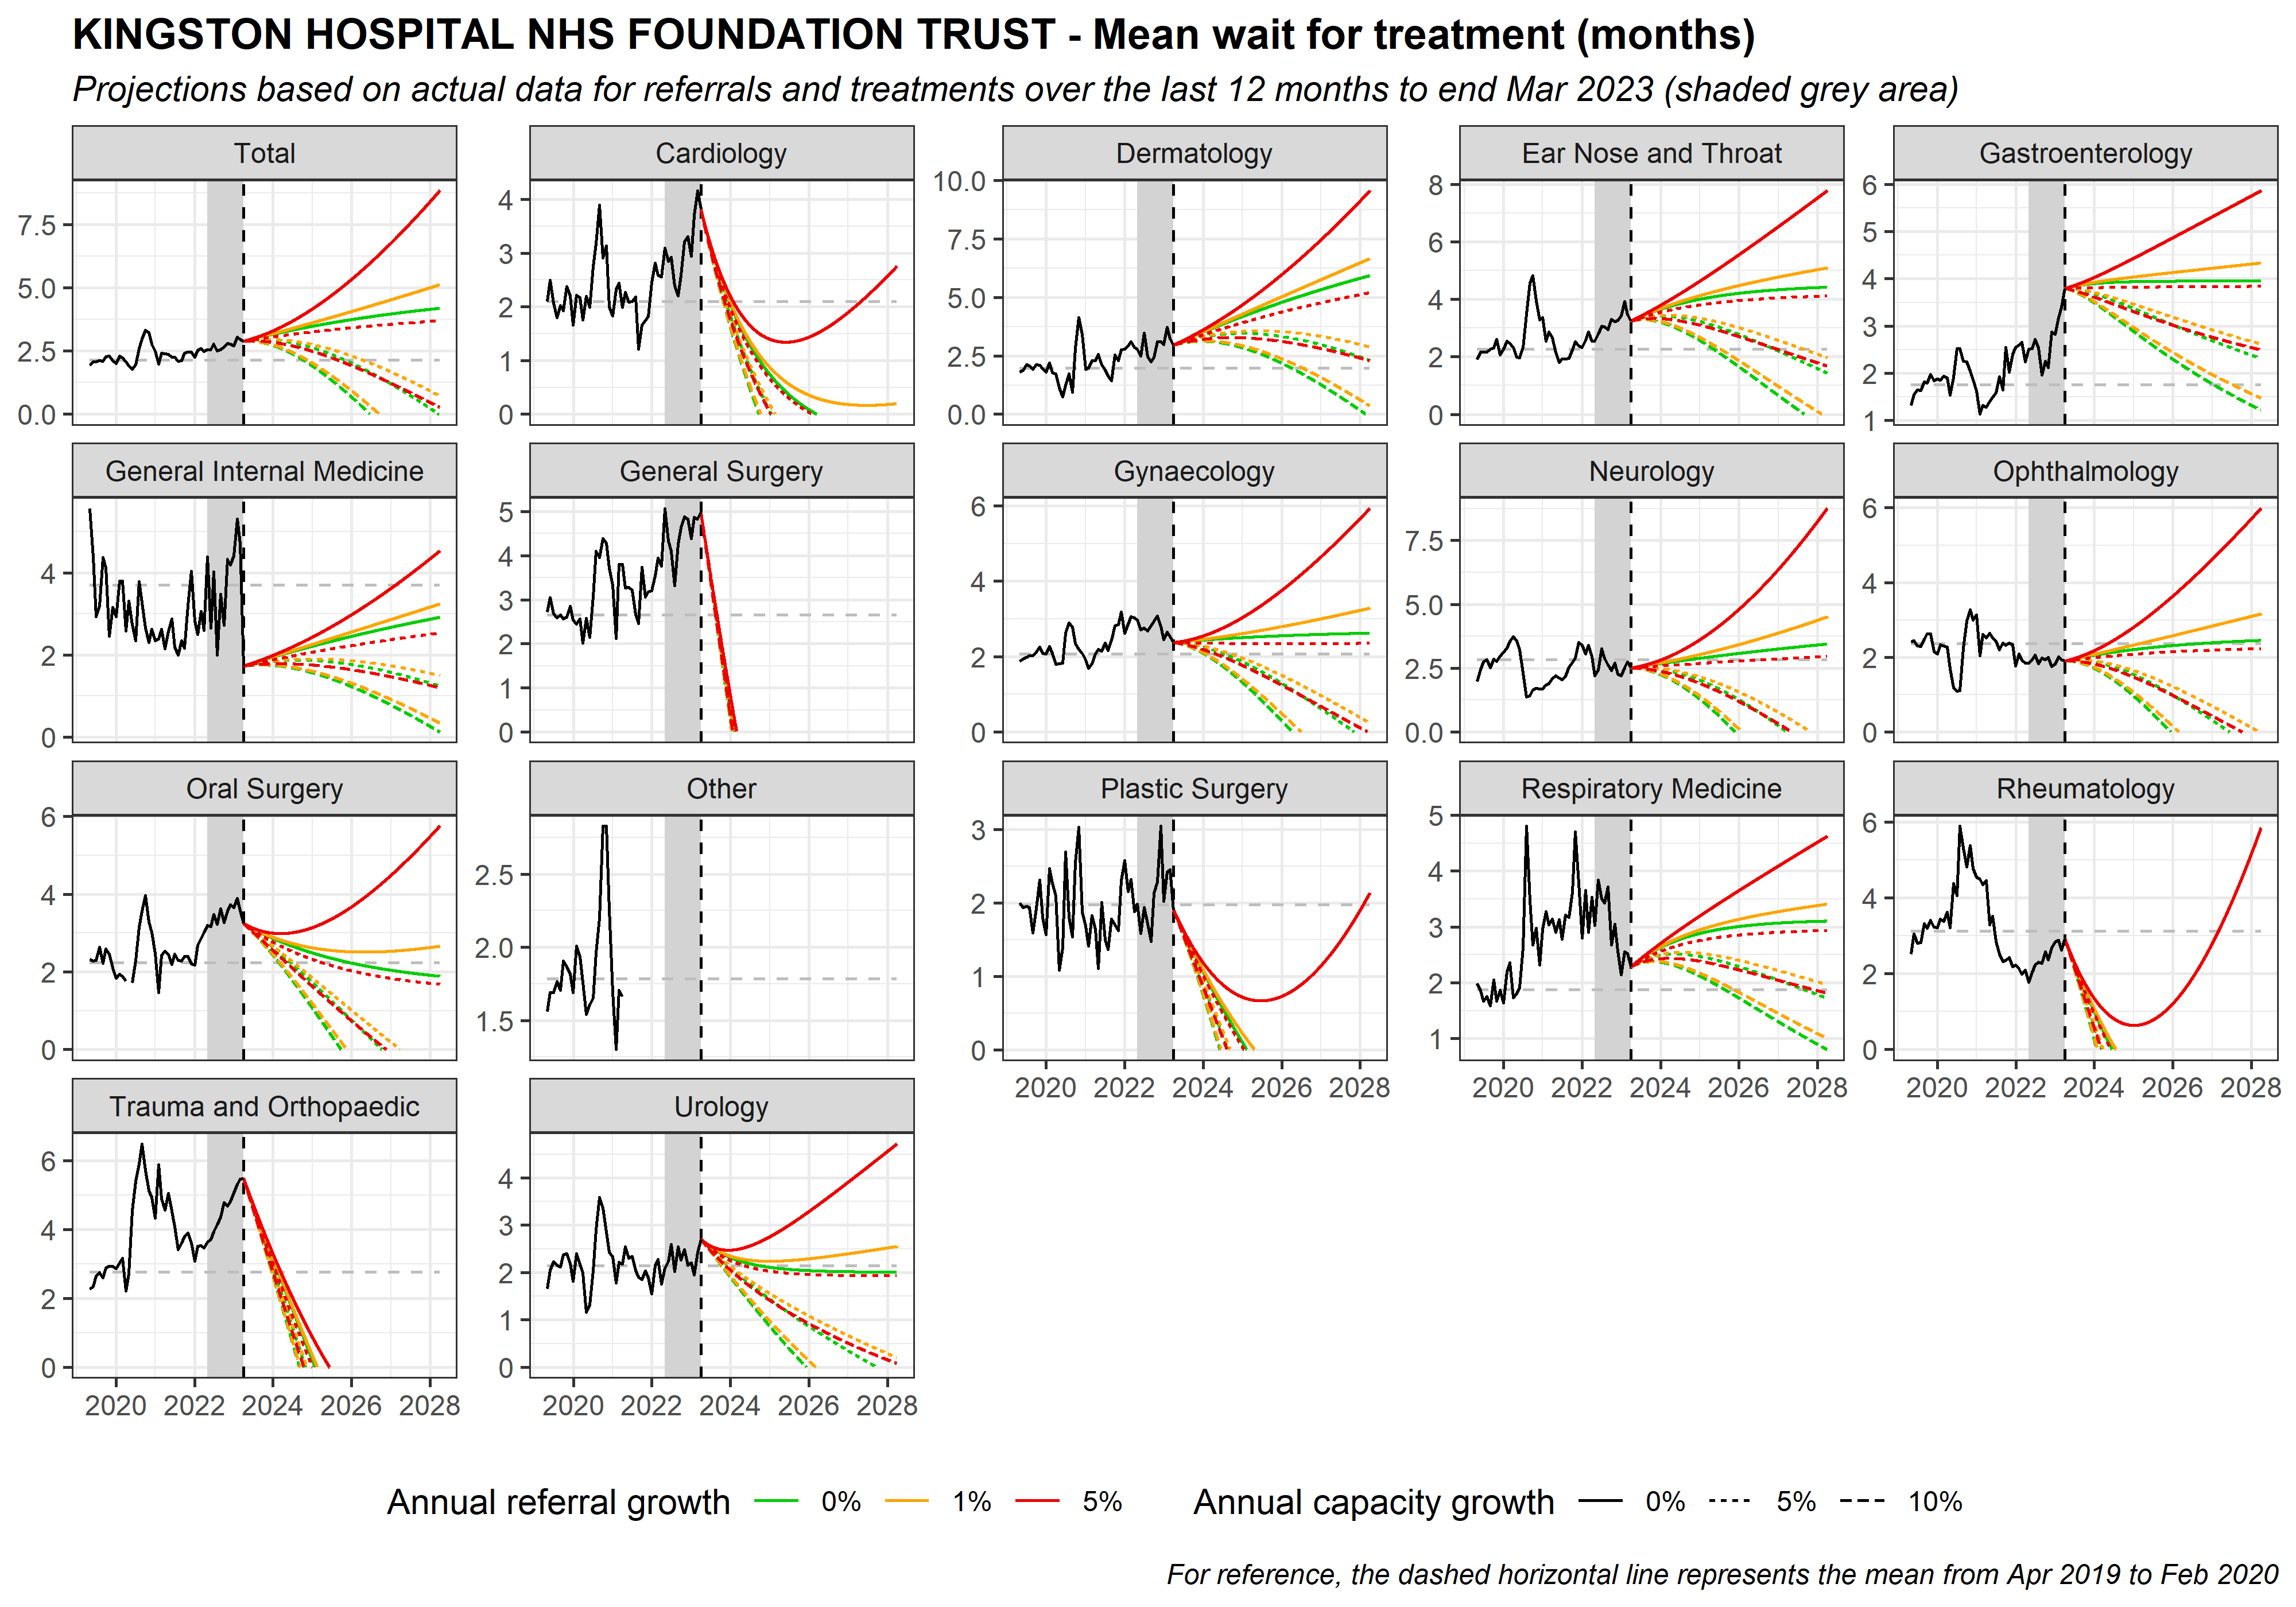 KINGSTON HOSPITAL NHS FOUNDATION TRUST - Mean wait for treatment (months)
Projections based on actual data for referrals and treatments over the last 12 months to end Mar 2023 (shaded grey area)
Total
Cardiology
Dermatology
Ear Nose and Throat
Gastroenterology
7.5
5.0
2.5
0.0
4
3
2
1
0
10.0
7.5
5.0
2.5
0.0
8
6
4
2
0
6
5
4
3
2
1
General Internal Medicine
General Surgery
Gynaecology
Neurology
Ophthalmology
4
2
0
5
4
3
2
1
0
6
4
2
0
7.5
5.0
2.5
0.0
6
4
2
0
Oral Surgery
Other
Plastic Surgery
Respiratory Medicine
Rheumatology
6
4
2
0
2.5
2.0
1.5
3
2
1
0
5
4
3
2
1
6
4
2
0
2020 2022 2024 2026 2028
2020 2022 2024 2026 2028
2020 2022 2024 2026 2028
Trauma and Orthopaedic
Urology
6
4
2
0
4
3
2
1
0
2020 2022 2024 2026 2028
2020 2022 2024 2026 2028
Annual referral growth 0% 1% 5% Annual capacity growth 0% 5% 10%
For reference, the dashed horizontal line represents the mean from Apr 2019 to Feb 2020